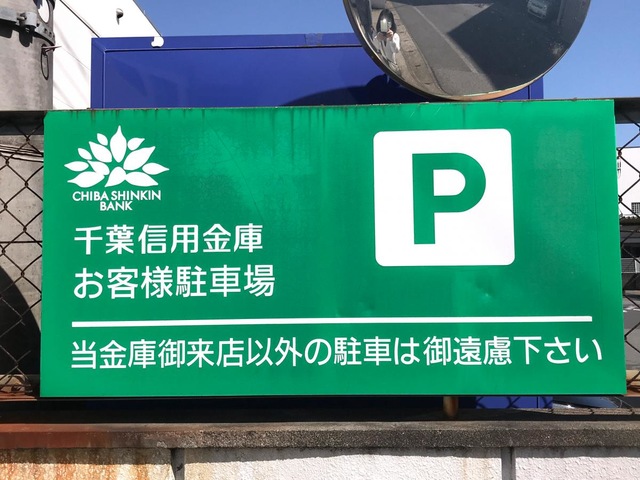 CHIBA SHINKIN
BANK
千葉信用金庫
お客様駐車場
P
当金庫御来店以外の駐車は御遠慮下さい